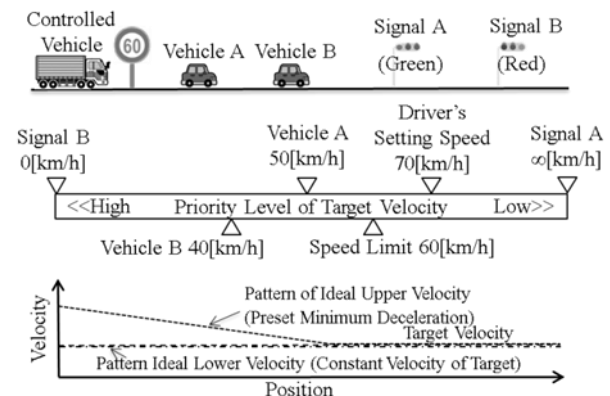 Controlled
Vehicle
60
Vehicle A
Vehicle B
Signal A
(Green)
Signal B
(Red)
Signal B
0[km/h]
Vehicle A
50[km/h]
Driver's
Setting Speed
70[km/h]
Signal A
∞[km/h]
<<High Priority Level of Target Velocity Low>>
Vehicle B 40[km/h]
Speed Limit 60[km/h]
Velocity
Pattern of Ideal Upper Velocity
(Preset Minimum Deceleration)
Target Velocity
Pattern Ideal Lower Velocity (Constant Velocity of Target)
Position